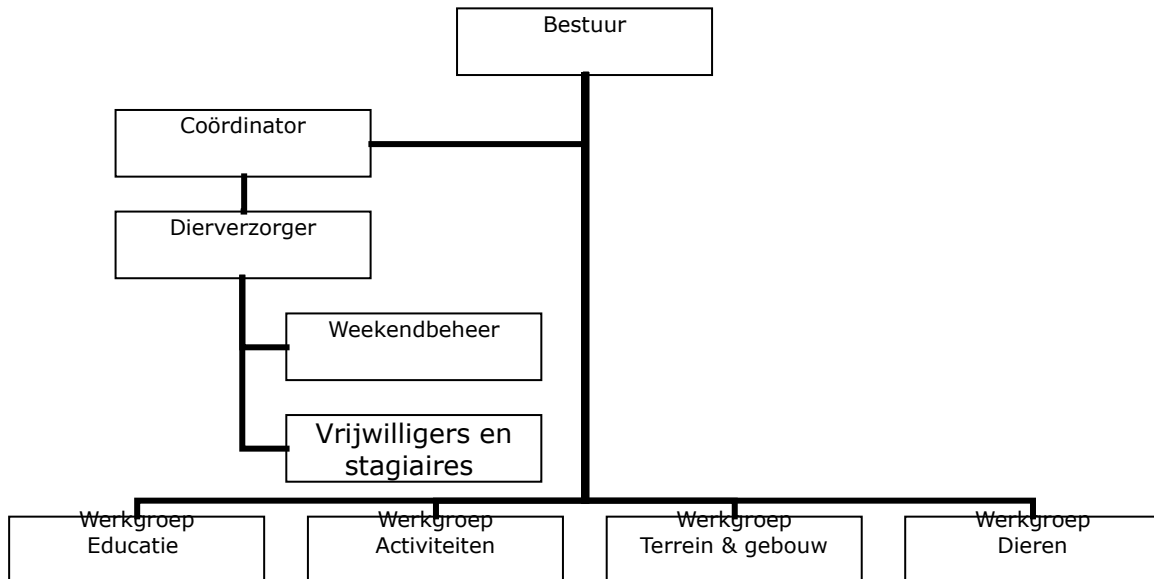 Bestuur
Coördinator
Dierverzorger
Weekendbeheer
Vrijwilligers en
stagiaires
Werkgroep
Educatie
Werkgroep
Activiteiten
Werkgroep
Terrein & gebouw
Werkgroep
Dieren